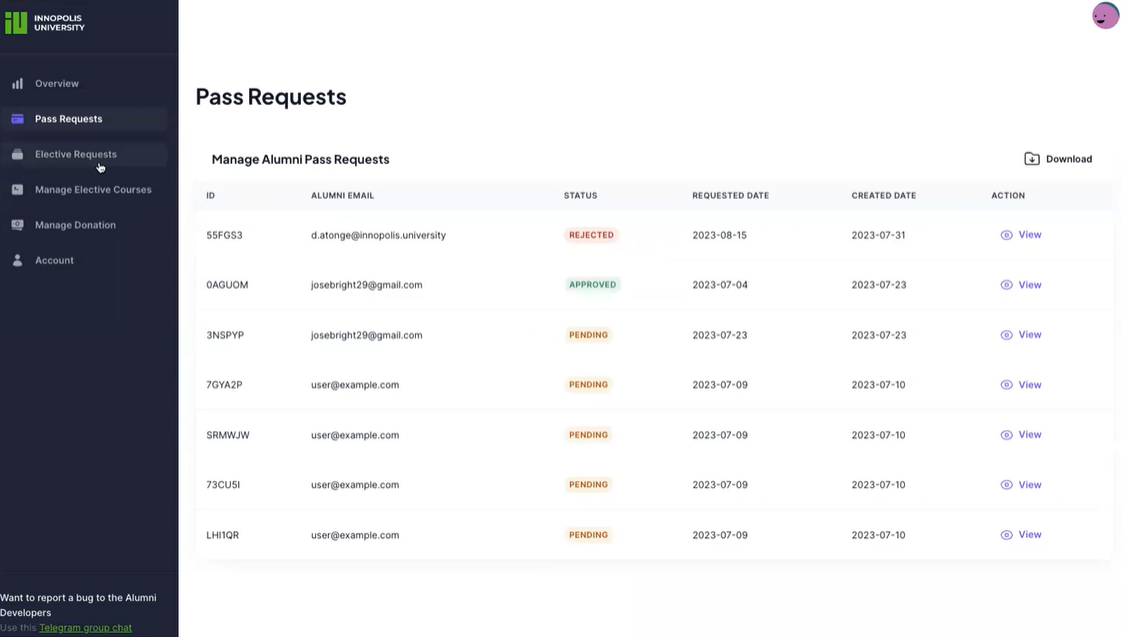 INNOPOLIS
UNIVERSITY
Overview
Pass Requests
Elective Requests
Manage Elective Courses
Manage Donation
Account
Want to report a bug to the Alumni
Developers
Use this Telegram group chat
Pass Requests
Manage Alumni Pass Requests
Download
ID ALUMNI EMAIL STATUS REQUESTED DATE CREATED DATE ACTION
55FGS3 d.atonge@innopolis.university REJECTED 2023-08-15 2023-07-31 View
0AGUOM josebright29@gmail.com APPROVED 2023-07-04 2023-07-23 View
3NSPYP josebright29@gmail.com PENDING 2023-07-23 2023-07-23 View
7GYA2P user@example.com PENDING 2023-07-09 2023-07-10 View
SRMWJW user@example.com PENDING 2023-07-09 2023-07-10 View
73CU5I user@example.com PENDING 2023-07-09 2023-07-10 View
LHI1QR user@example.com PENDING 2023-07-09 2023-07-10 View